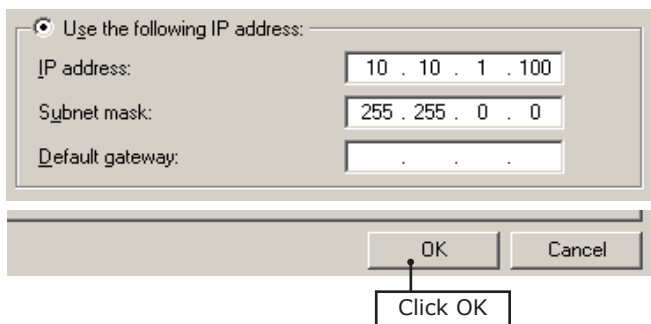 Use the following IP address:
IP address: 10 . 10 . 1 . 100
Subnet mask: 255 . 255 . 0 . 0
Default gateway: . . .
OK Cancel
Click OK